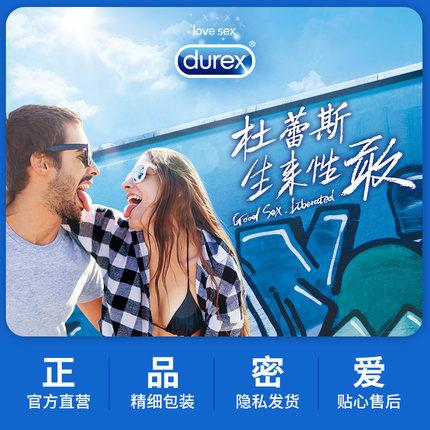 love sex
durex®
杜蕾斯
生来性敢
Good Sex. Liberated
正 品 密 爱
官方直营 精细包装 隐私发货 贴心售后